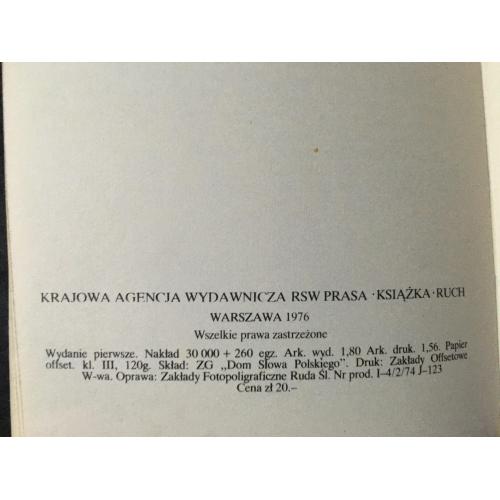 KRAJOWA AGENCJA WYDAWNICZA RSW PRASA · KSIĄŻKA · RUCH
WARSZAWA 1976
Wszelkie prawa zastrzeżone
Wydanie pierwsze. Nakład 30 000 + 260 egz. Ark. wyd. 1,80 Ark. druk. 1,56. Papier
offset. kl. III, 120g. Skład: ZG „Dom Słowa Polskiego". Druk: Zakłady Offsetowe
W-wa. Oprawa: Zakłady Fotopoligraficzne Ruda Śl. Nr prod. I–4/2/74 J–123
Cena zł 20.–